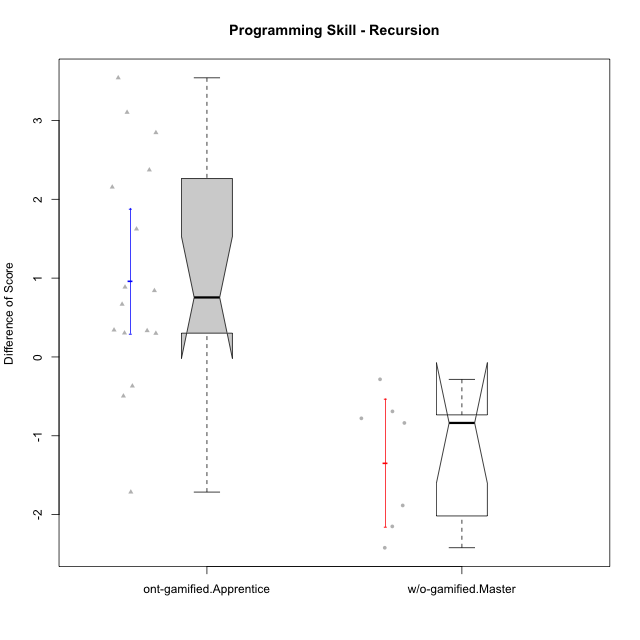 Programming Skill - Recursion
Difference of Score
3
2
1
0
-1
-2
ont-gamified.Apprentice
w/o-gamified.Master